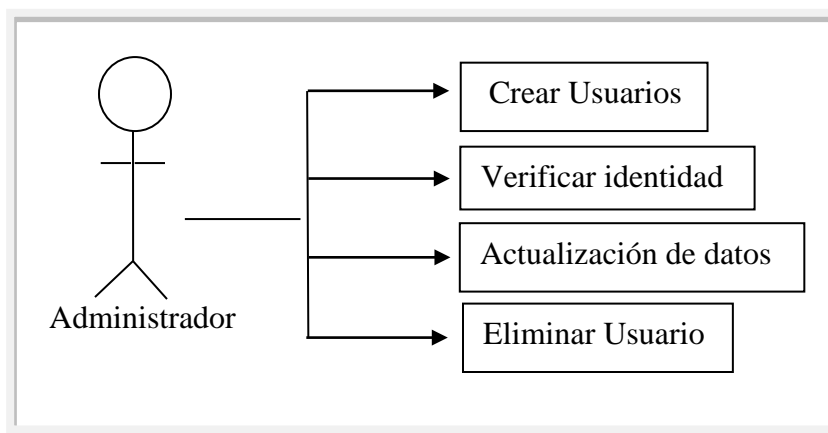 Crear Usuarios
Verificar identidad
Actualización de datos
Administrador
Eliminar Usuario